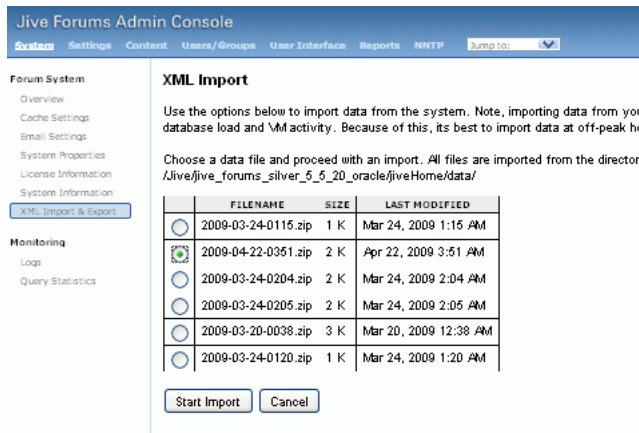 Jive Forums Admin Console
System Settings Content Users/Groups User Interface Reports NNTP Jump to:
Forum System
Overview
Cache Settings
Email Settings
System Properties
License Information
System Information
XML Import & Export
Monitoring
Logs
Query Statistics
XML Import
Use the options below to import data from the system. Note, importing data from you
database load and VM activity. Because of this, its best to import data at off-peak h
Choose a data file and proceed with an import. All files are imported from the director
/Jive/jive_forums_silver_5_5_20_oracle/jiveHome/data/
FILENAME SIZE LAST MODIFIED
2009-03-24-0115.zip 1 K Mar 24, 2009 1:15 AM
2009-04-22-0351.zip 2 K Apr 22, 2009 3:51 AM
2009-03-24-0204.zip 2 K Mar 24, 2009 2:04 AM
2009-03-24-0205.zip 2 K Mar 24, 2009 2:05 AM
2009-03-20-0038.zip 3 K Mar 20, 2009 12:38 AM
2009-03-24-0120.zip 1 K Mar 24, 2009 1:20 AM
Start Import Cancel